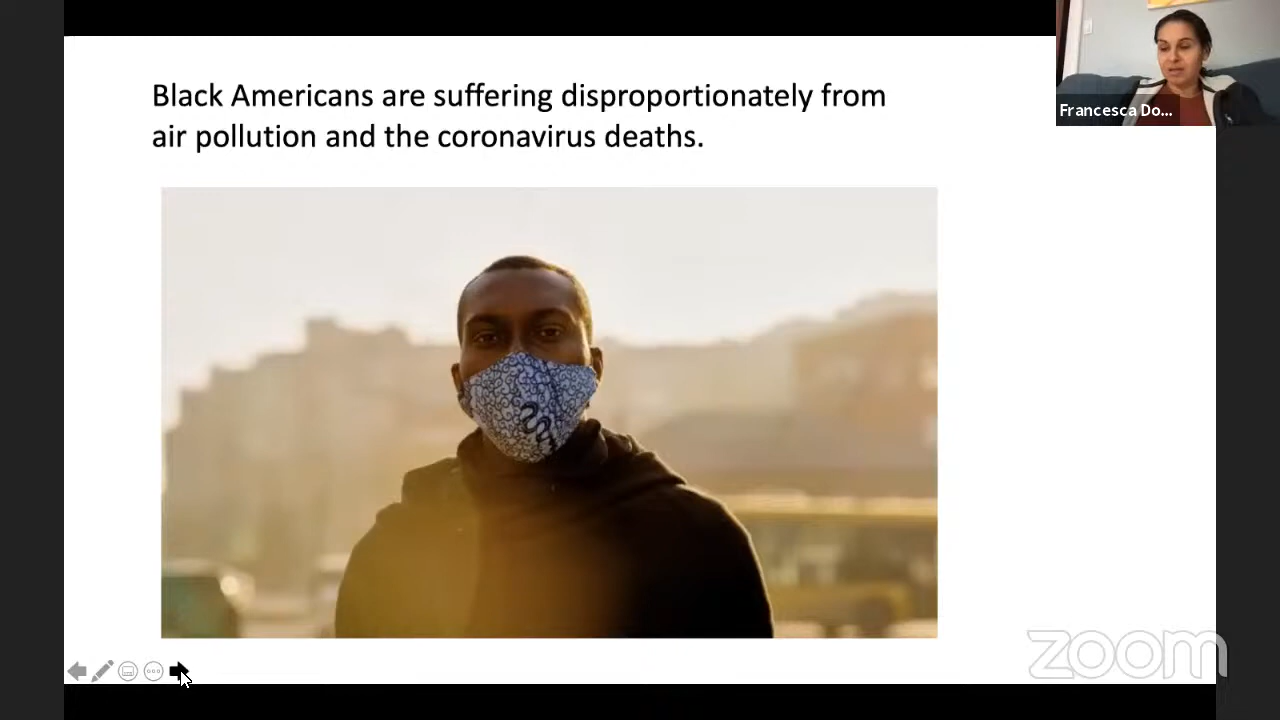 Black Americans are suffering disproportionately from
air pollution and the coronavirus deaths.
Francesca Do...
zoom